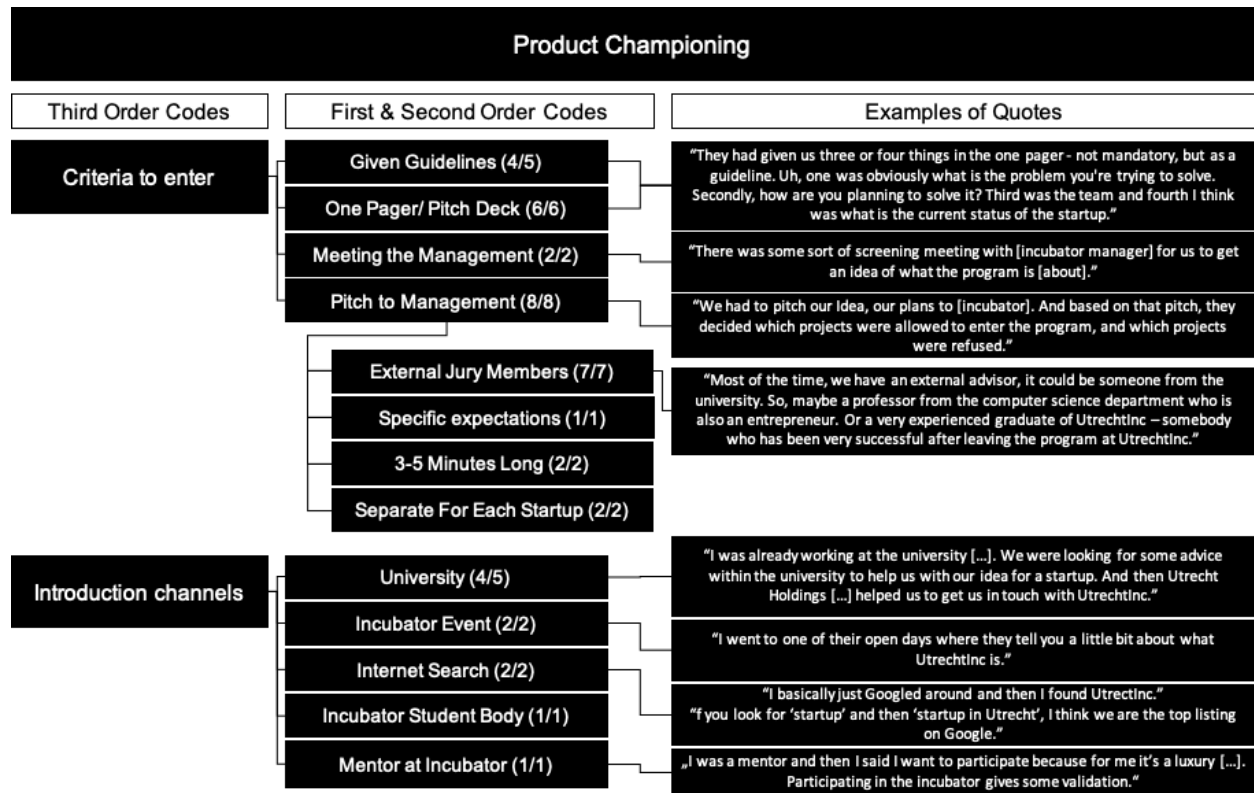 Product Championing
Third Order Codes
First & Second Order Codes
Examples of Quotes
Criteria to enter
Given Guidelines (4/5)
One Pager/ Pitch Deck (6/6)
Meeting the Management (2/2)
Pitch to Management (8/8)
External Jury Members (7/7)
Specific expectations (1/1)
3-5 Minutes Long (2/2)
Separate For Each Startup (2/2)
“They had given us three or four things in the one pager - not mandatory, but as a
guideline. Uh, one was obviously what is the problem you're trying to solve.
Secondly, how are you planning to solve it? Third was the team and fourth I think
was what is the current status of the startup.”
“There was some sort of screening meeting with [incubator manager] for us to get
an idea of what the program is [about].”
“We had to pitch our Idea, our plans to [incubator]. And based on that pitch, they
decided which projects were allowed to enter the program, and which projects
were refused.”
“Most of the time, we have an external advisor, it could be someone from the
university. So, maybe a professor from the computer science department who is
also an entrepreneur. Or a very experienced graduate of UtrechtInc – somebody
who has been very successful after leaving the program at UtrechtInc.”
Introduction channels
University (4/5)
Incubator Event (2/2)
Internet Search (2/2)
Incubator Student Body (1/1)
Mentor at Incubator (1/1)
“I was already working at the university […]. We were looking for some advice
within the university to help us with our idea for a startup. And then Utrecht
Holdings […] helped us to get us in touch with UtrechtInc.”
“I went to one of their open days where they tell you a little bit about what
UtrechtInc is.”
“I basically just Googled around and then I found UtrectInc.”
“f you look for ‘startup’ and then ‘startup in Utrecht’, I think we are the top listing
on Google.”
„I was a mentor and then I said I want to participate because for me it’s a luxury […].
Participating in the incubator gives some validation.“